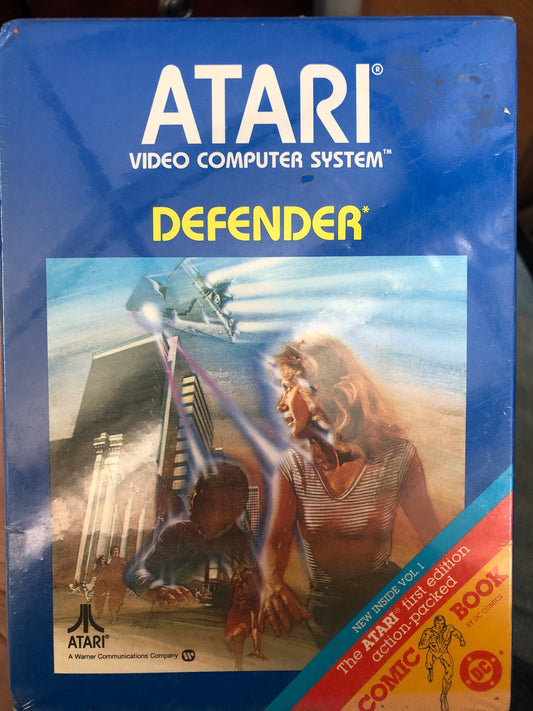 ATARI®
VIDEO COMPUTER SYSTEM™
DEFENDER*
NEW INSIDE VOL. 1
The ATARI® first edition
action-packed
COMIC BOOK
BY DC COMICS
DC
ATARI®
A Warner Communications Company